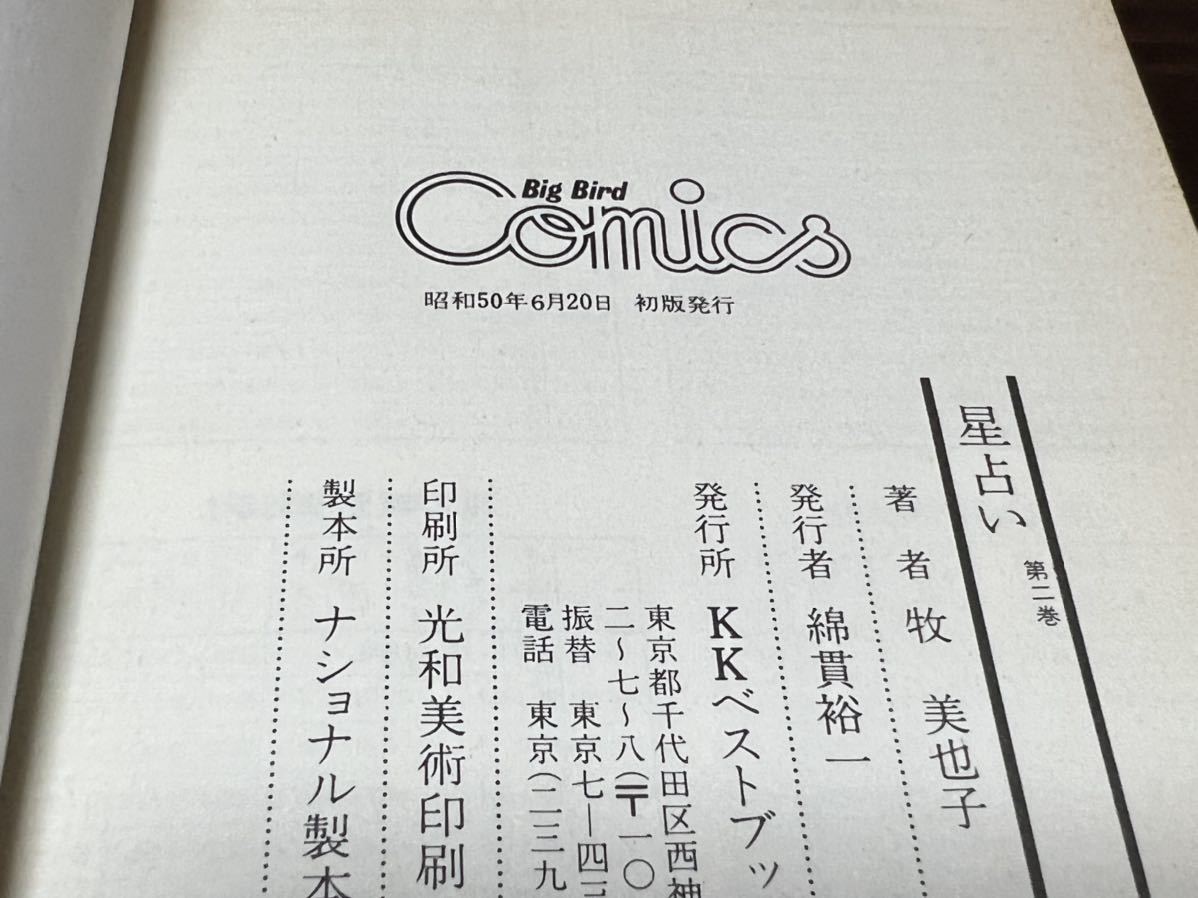 Big Bird
Comics
昭和50年6月20日 初版発行
星占い 第二巻
著者 牧 美也子
発行者 綿貫裕一
発行所 KKベストブッ
東京都千代田区西神
二〜七〜八(〒一〇
振替 東京七—四三
電話 東京(二三九
印刷所 光和美術印刷
製本所 ナショナル製本